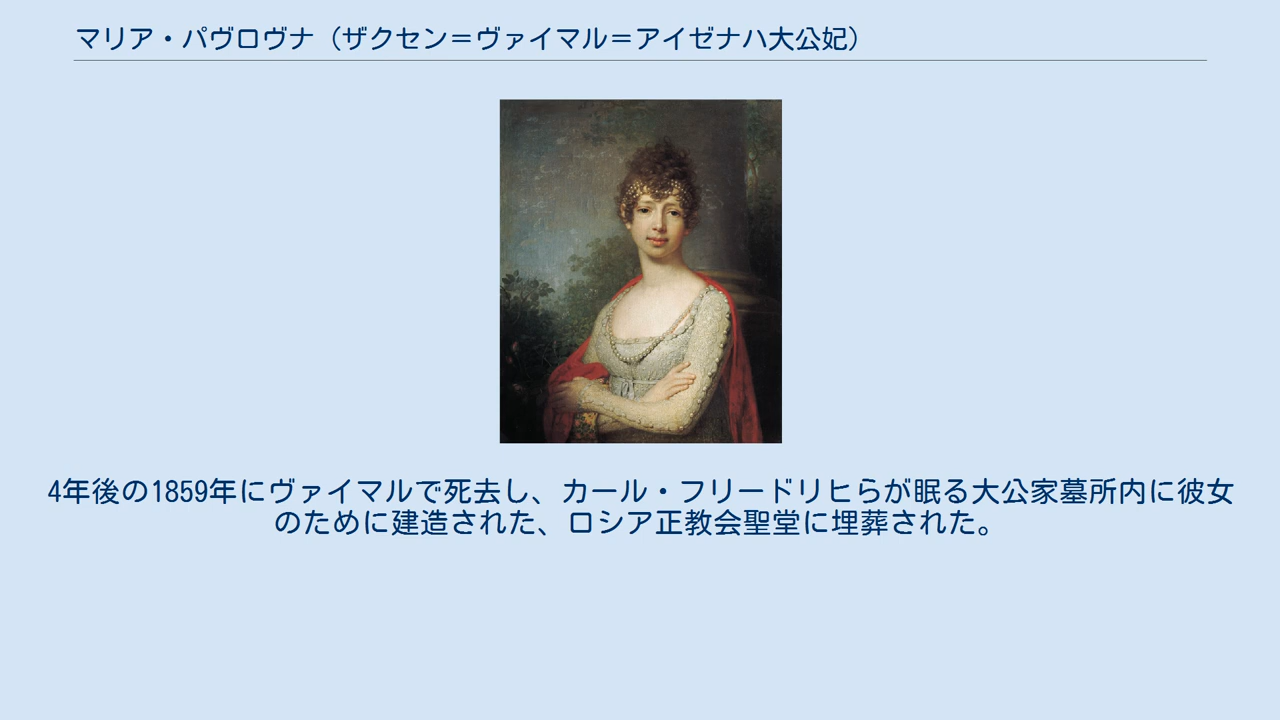 マリア・パヴロヴナ（ザクセン＝ヴァイマル＝アイゼナハ大公妃）
4年後の1859年にヴァイマルで死去し、カール・フリードリヒらが眠る大公家墓所内に彼女
のために建造された、ロシア正教会聖堂に埋葬された。